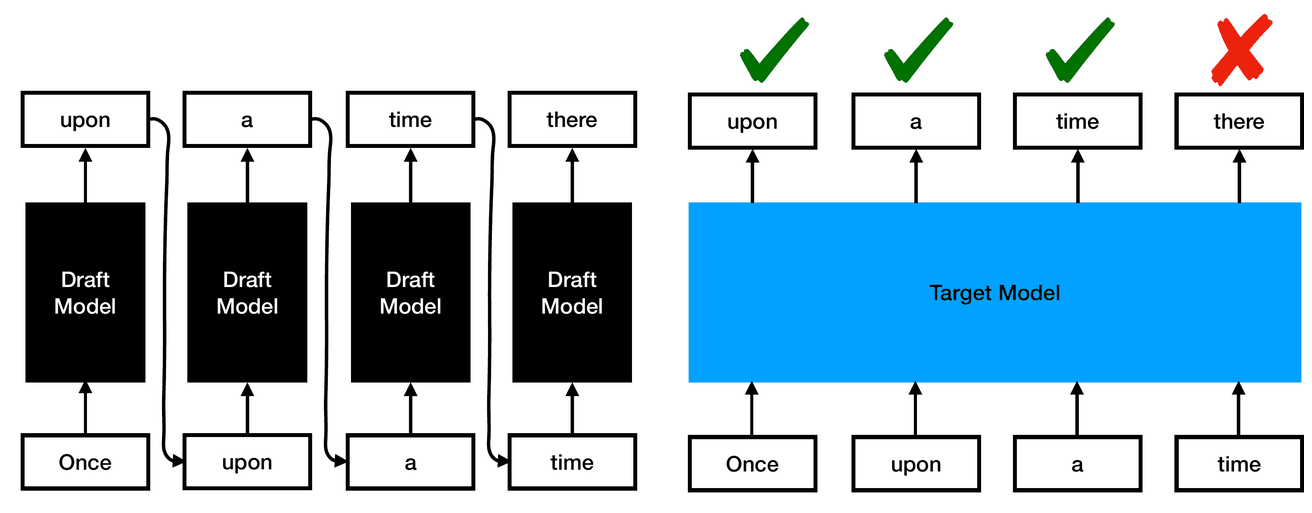 upon
a
time
there
Draft
Model
Draft
Model
Draft
Model
Draft
Model
Once
upon
a
time
upon
a
time
there
Target Model
Once
upon
a
time